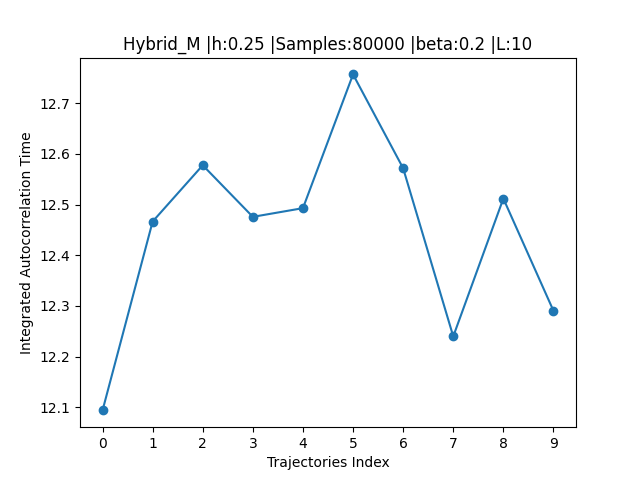 Hybrid_M |h:0.25 |Samples:80000 |beta:0.2 |L:10
Integrated Autocorrelation Time
12.7
12.6
12.5
12.4
12.3
12.2
12.1
0 1 2 3 4 5 6 7 8 9
Trajectories Index